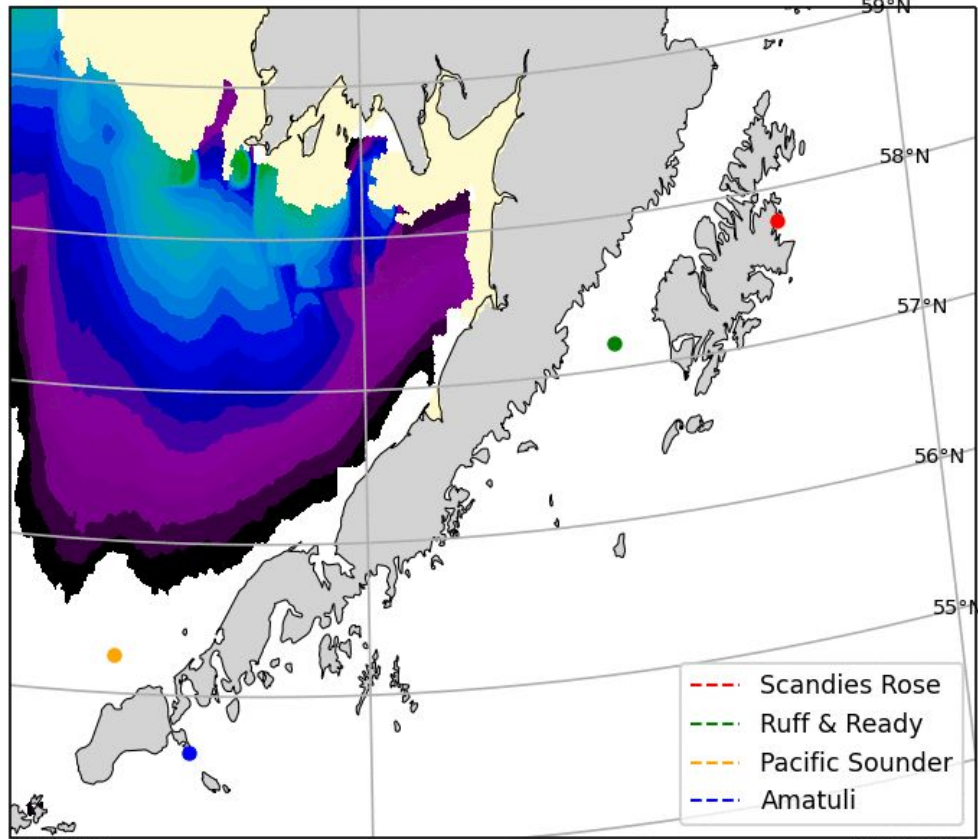 59°N
58°N
57°N
56°N
55°N
Scandies Rose
Ruff & Ready
Pacific Sounder
Amatuli